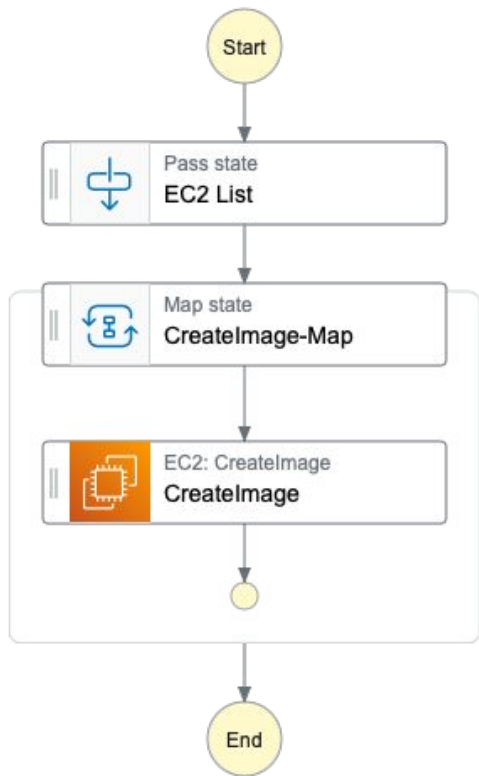 Start
Pass state
EC2 List
Map state
CreateImage-Map
EC2: CreateImage
CreateImage
End